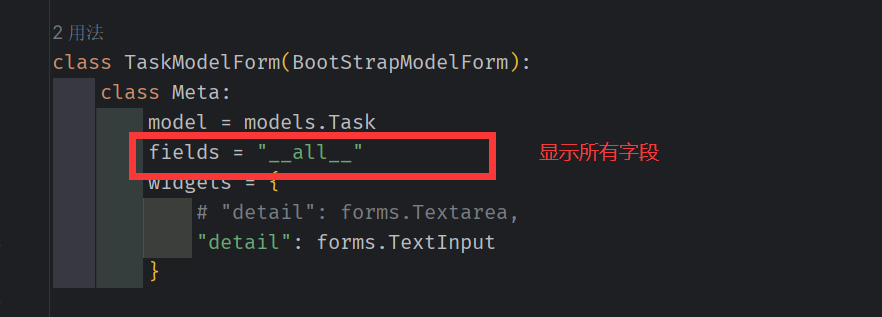 2 用法
class TaskModelForm(BootStrapModelForm):
class Meta:
model = models.Task
fields = "__all__" 显示所有字段
widgets = {
# "detail": forms.Textarea,
"detail": forms.TextInput
}